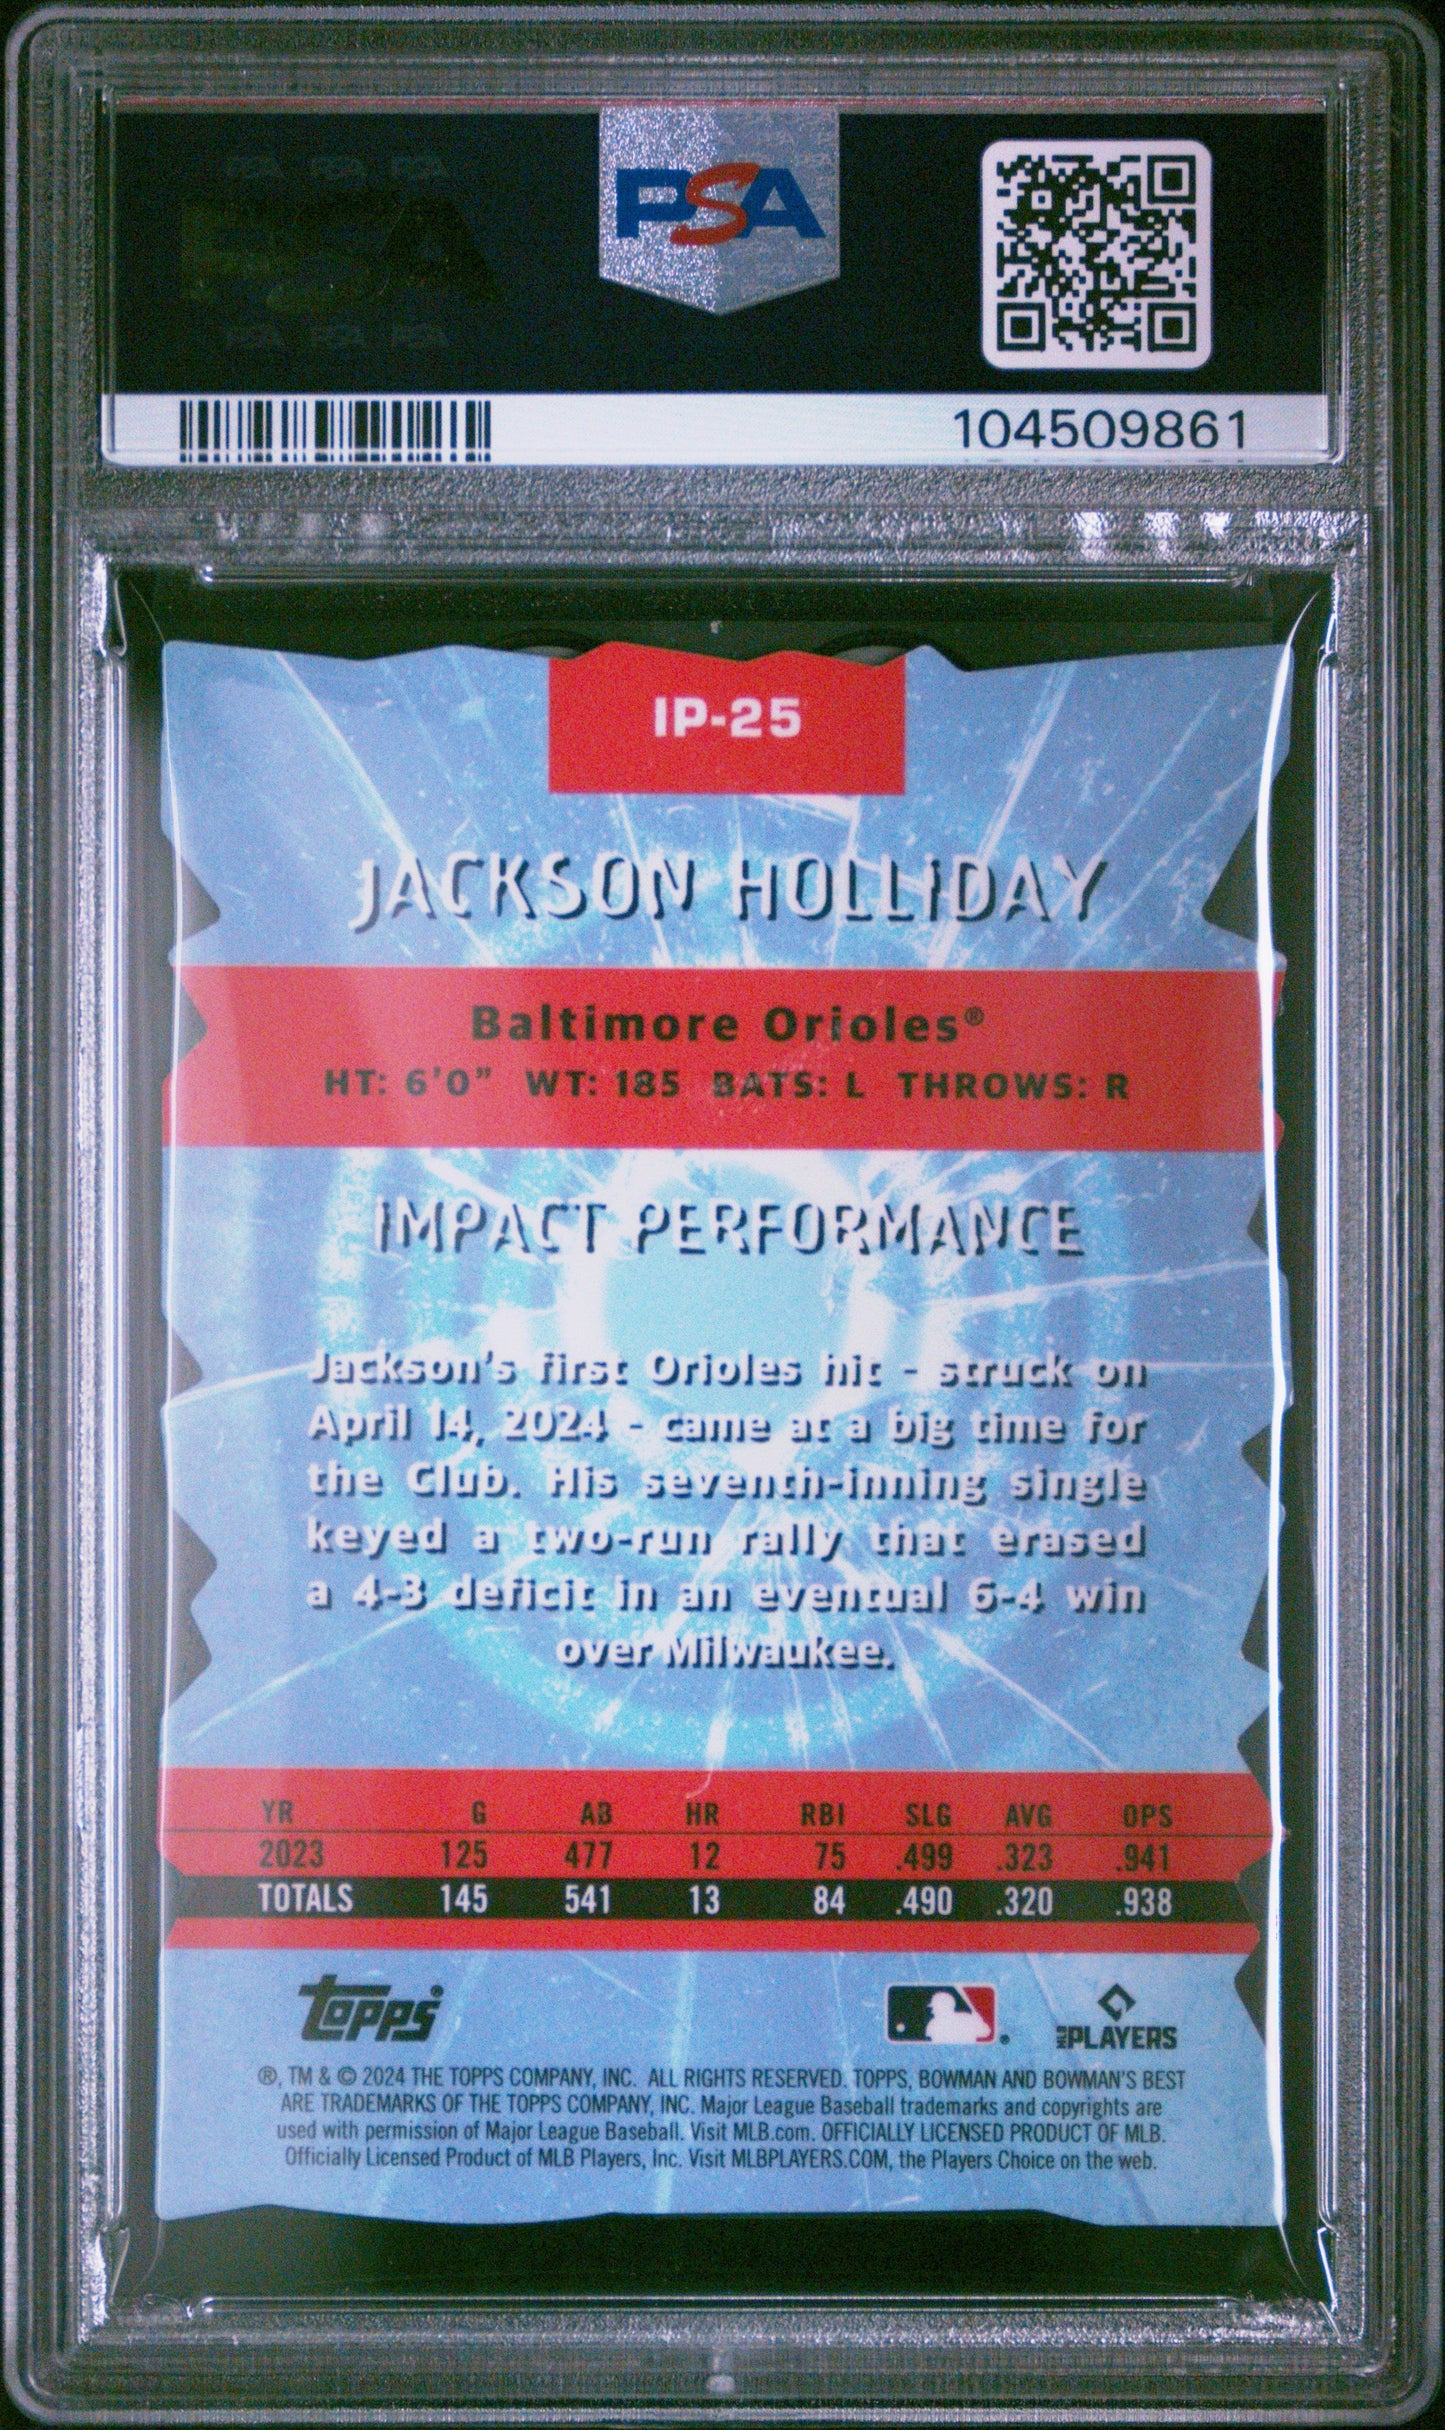 PSA PSA PSA
PSA
PSA PSA PSA
104509861
IP-25
JACKSON HOLLIDAY
Baltimore Orioles®
HT: 6'0" WT: 185 BATS: L THROWS: R
IMPACT PERFORMANCE
Jackson's first Orioles hit - struck on
April 14, 2024 - came at a big time for
the Club. His seventh-inning single
keyed a two-run rally that erased
a 4-3 deficit in an eventual 6-4 win
over Milwaukee.
YR G AB HR RBI SLG AVG OPS
2023 125 477 12 75 .499 .323 .941
TOTALS 145 541 13 84 .490 .320 .938
topps®
MLB PLAYERS
®, TM & © 2024 THE TOPPS COMPANY, INC. ALL RIGHTS RESERVED. TOPPS, BOWMAN AND BOWMAN'S BEST
ARE TRADEMARKS OF THE TOPPS COMPANY, INC. Major League Baseball trademarks and copyrights are
used with permission of Major League Baseball. Visit MLB.com. OFFICIALLY LICENSED PRODUCT OF MLB.
Officially Licensed Product of MLB Players, Inc. Visit MLBPLAYERS.COM, the Players Choice on the web.